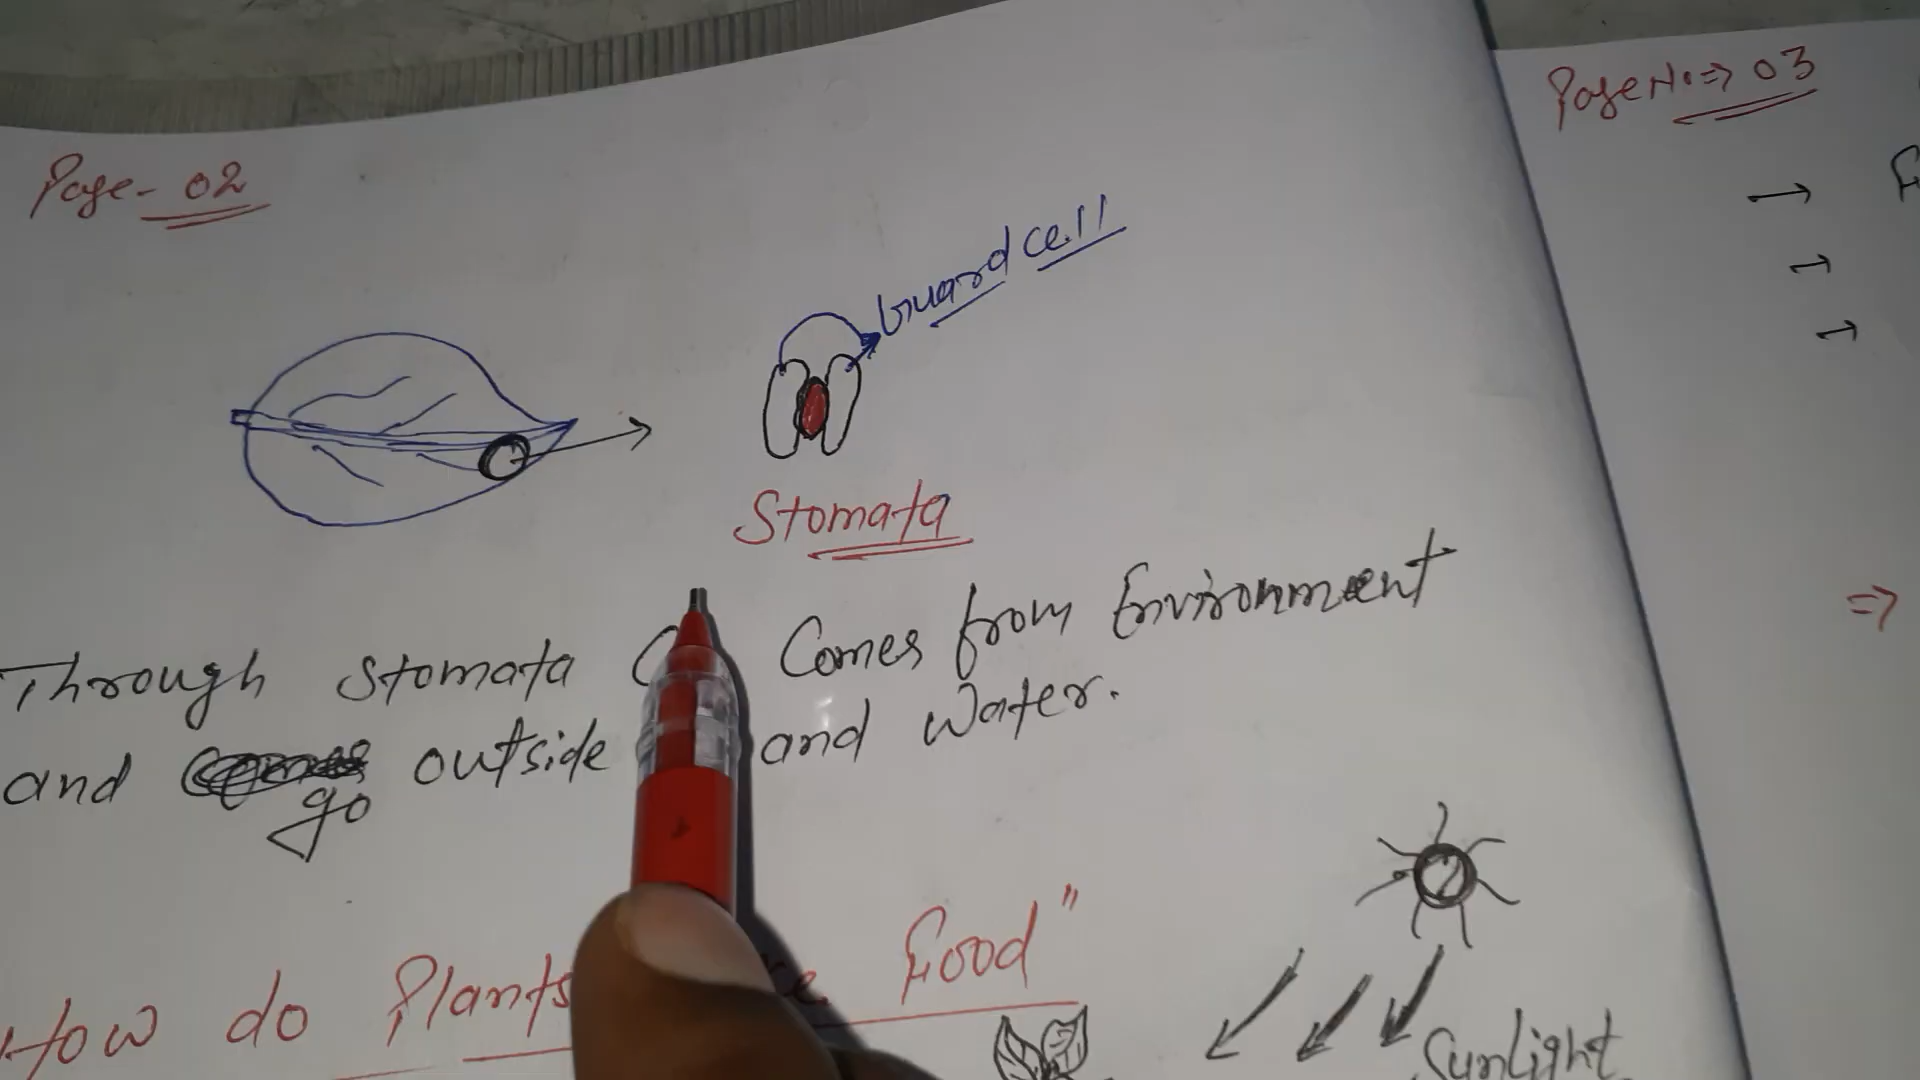 Page - 02
Guard cell
Stomata
Through Stomata Comes from Environment
and go outside and Water.
How do Plants Food"
Sunlight
Page N. => 03